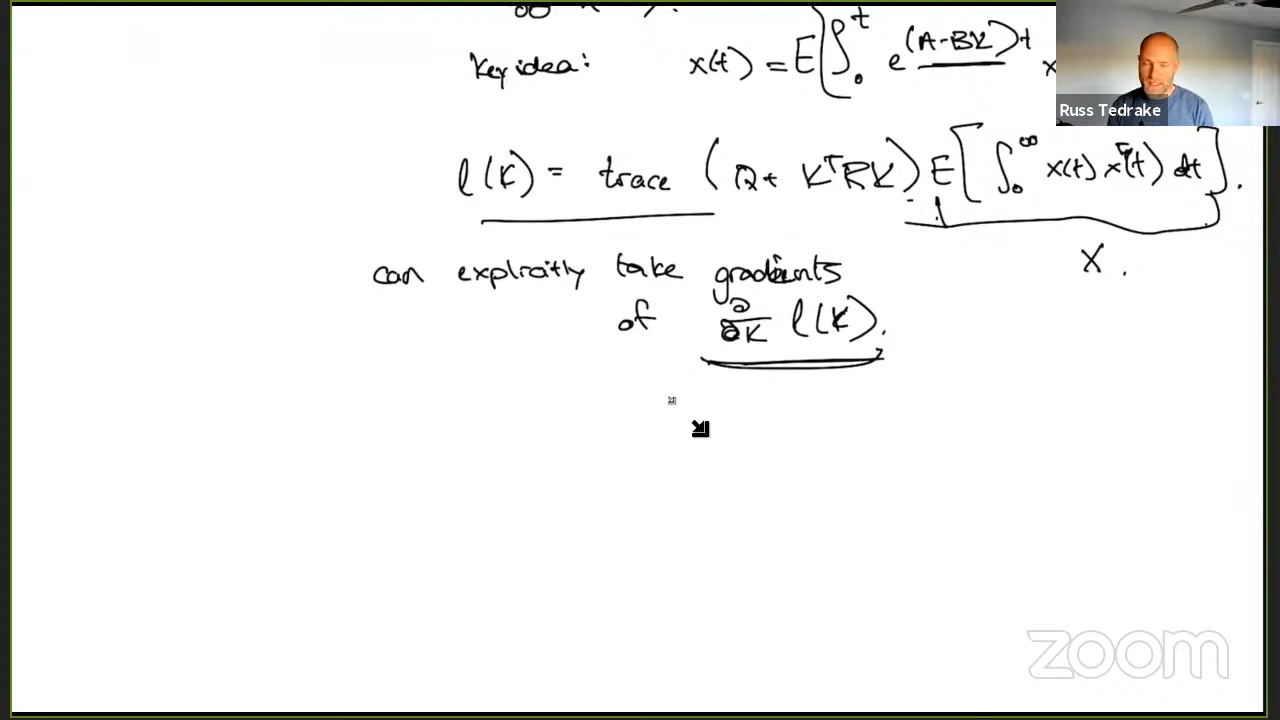 Key idea: x(t) = E[∫₀ᵗ e^(A-BK)t x
Russ Tedrake
l(K) = trace (Q + KᵀRK) E[∫₀^∞ x(t) xᵀ(t) dt].
X.
can explicitly take gradients
of ∂/∂K l(K).
zoom